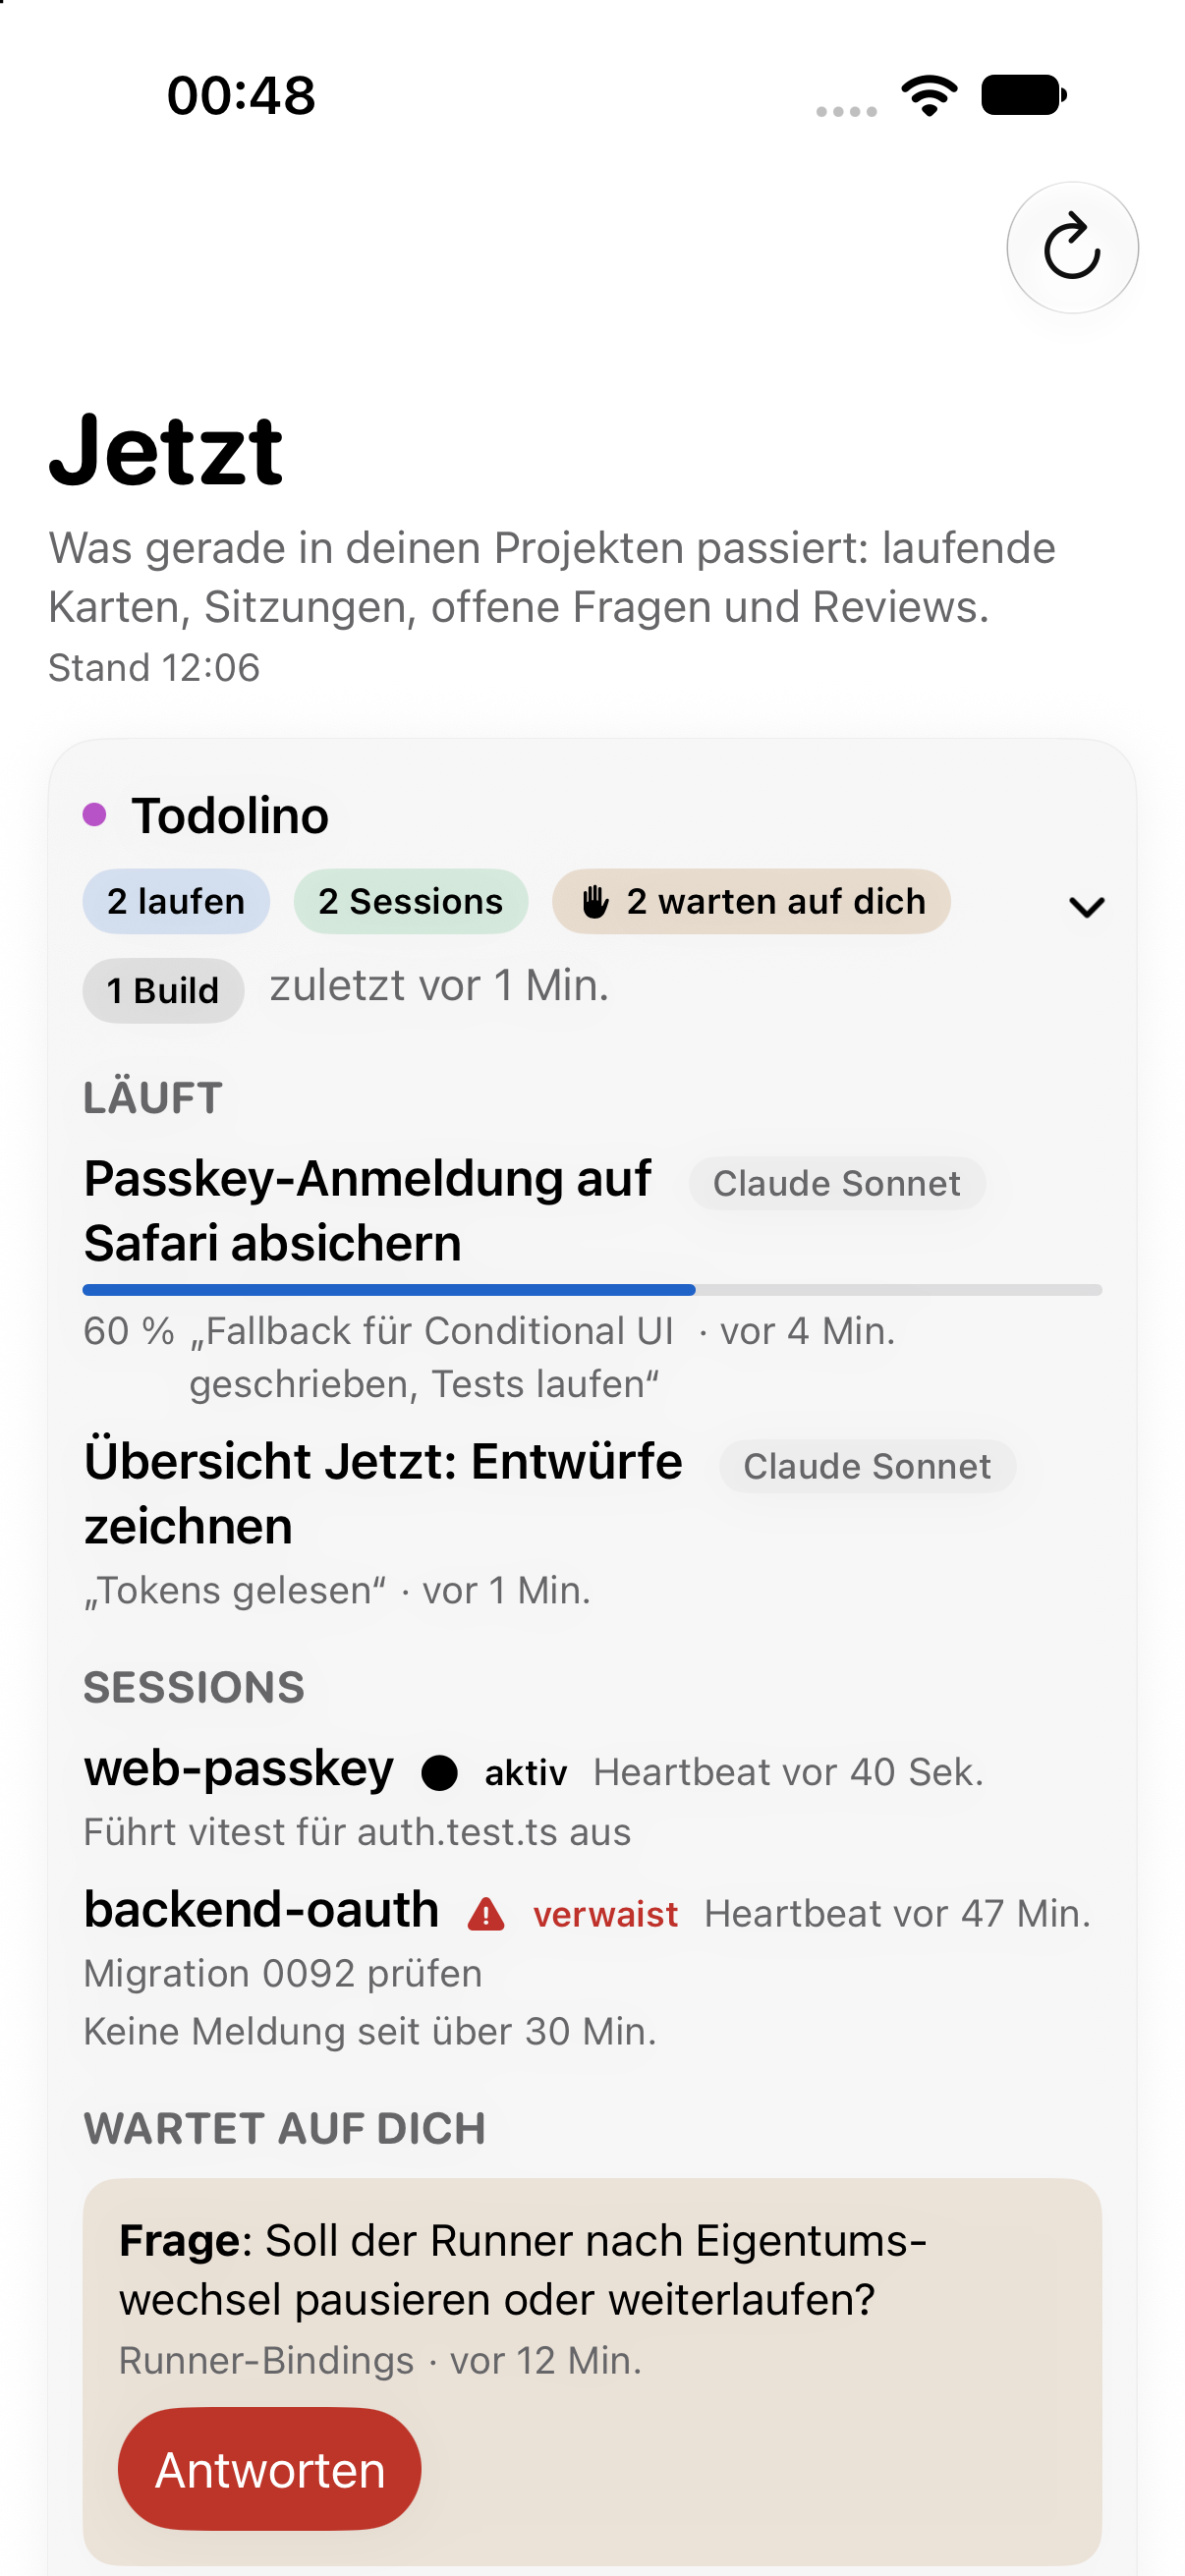 00:48
Jetzt
Was gerade in deinen Projekten passiert: laufende
Karten, Sitzungen, offene Fragen und Reviews.
Stand 12:06
Todolino
2 laufen 2 Sessions 2 warten auf dich
1 Build zuletzt vor 1 Min.
LÄUFT
Passkey-Anmeldung auf Claude Sonnet
Safari absichern
60 % „Fallback für Conditional UI · vor 4 Min.
geschrieben, Tests laufen“
Übersicht Jetzt: Entwürfe Claude Sonnet
zeichnen
„Tokens gelesen“ · vor 1 Min.
SESSIONS
web-passkey aktiv Heartbeat vor 40 Sek.
Führt vitest für auth.test.ts aus
backend-oauth verwaist Heartbeat vor 47 Min.
Migration 0092 prüfen
Keine Meldung seit über 30 Min.
WARTET AUF DICH
Frage: Soll der Runner nach Eigentums-
wechsel pausieren oder weiterlaufen?
Runner-Bindings · vor 12 Min.
Antworten